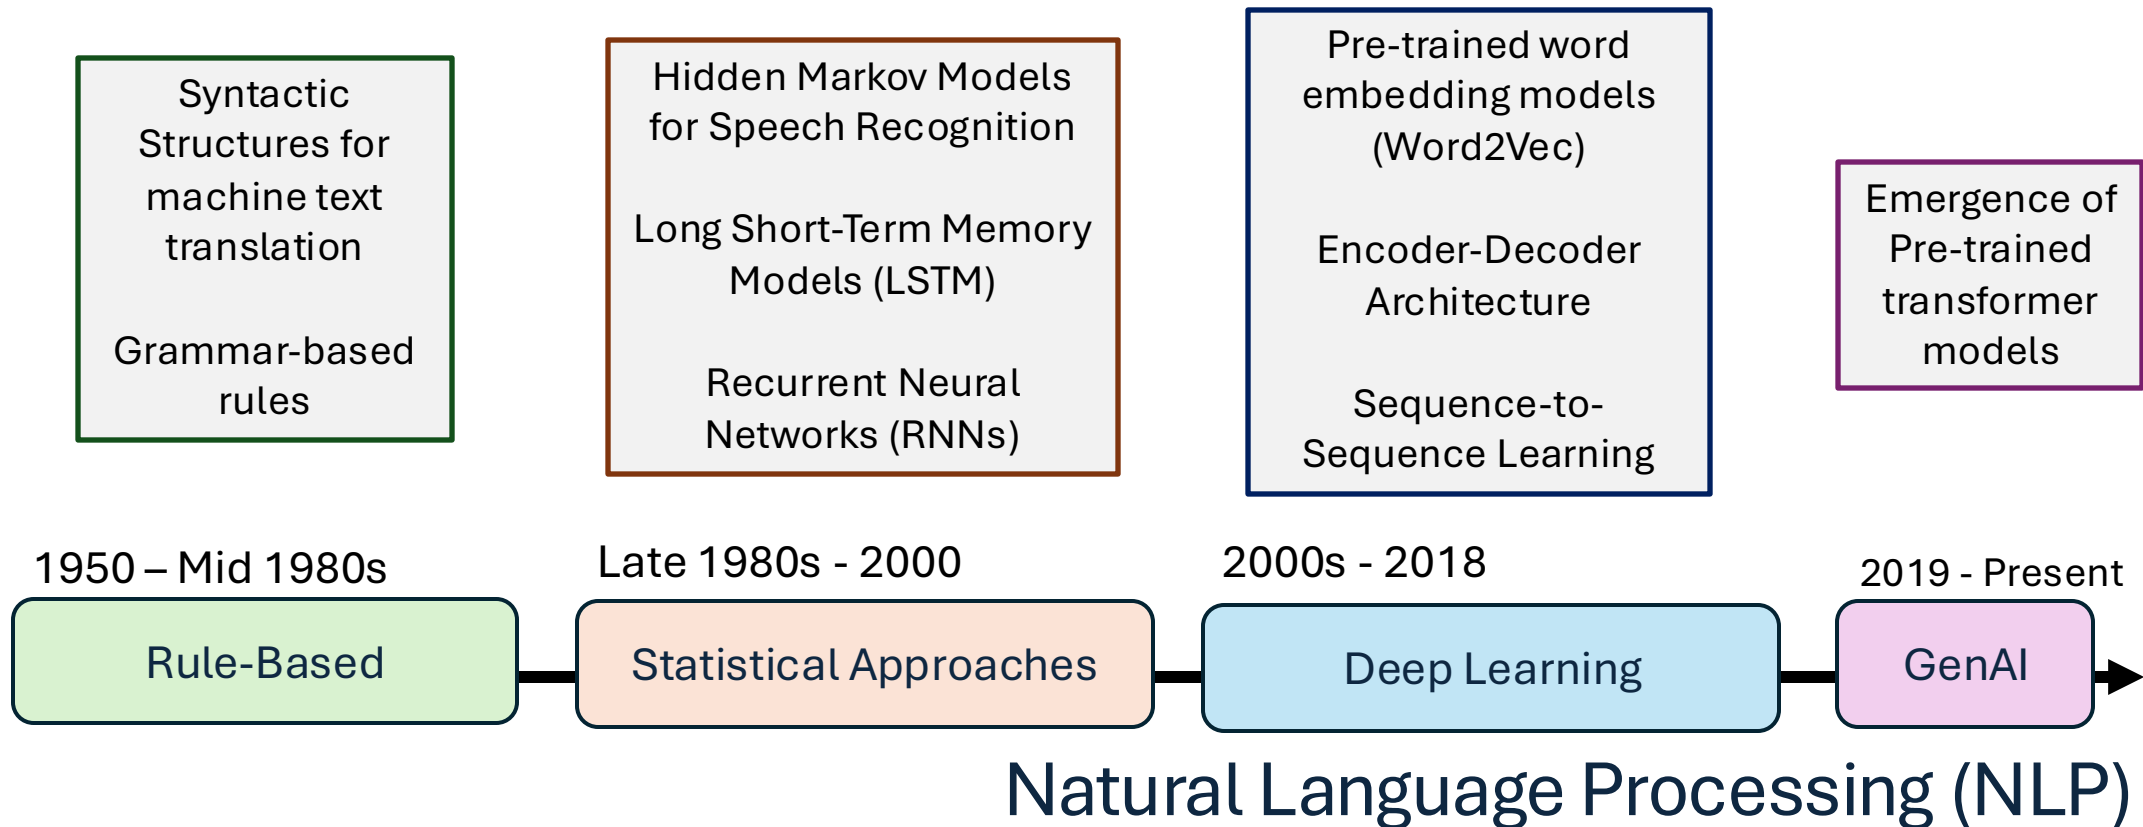 Syntactic
Structures for
machine text
translation
Grammar-based
rules
Hidden Markov Models
for Speech Recognition
Long Short-Term Memory
Models (LSTM)
Recurrent Neural
Networks (RNNs)
Pre-trained word
embedding models
(Word2Vec)
Encoder-Decoder
Architecture
Sequence-to-
Sequence Learning
Emergence of
Pre-trained
transformer
models
1950 – Mid 1980s
Late 1980s - 2000
2000s - 2018
2019 - Present
Rule-Based
Statistical Approaches
Deep Learning
GenAI
Natural Language Processing (NLP)